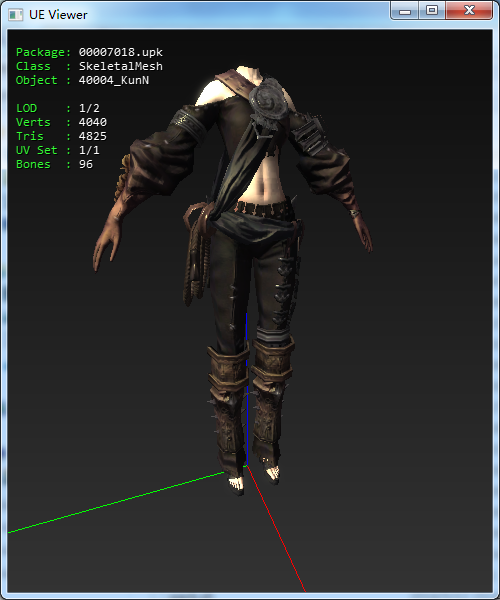 UE Viewer
Package: 00007018.upk
Class : SkeletalMesh
Object : 40004_KunN
LOD : 1/2
Verts : 4040
Tris : 4825
UV Set : 1/1
Bones : 96